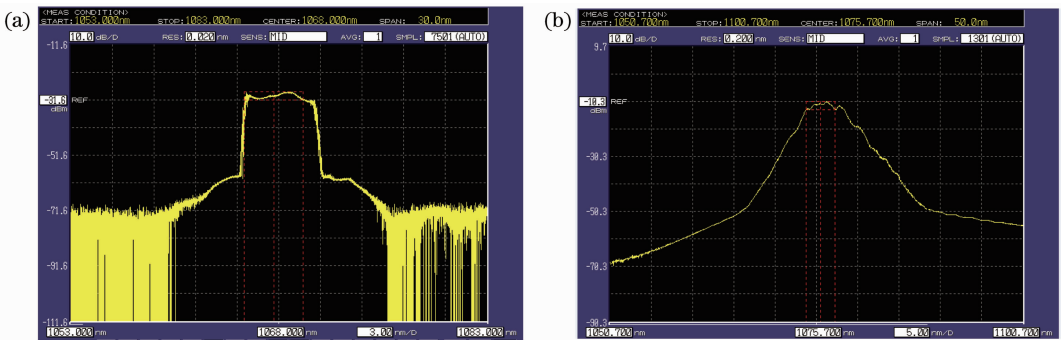 (a)
<MEAS CONDITION>
START:1053.000nm STOP:1083.000nm CENTER:1068.000nm SPAN: 30.0nm
10.0 dB/D RES:0.020 nm SENS:MID AVG: 1 SMPL: 7501(AUTO)
-11.6
-31.6 REF
dBm
-51.6
-71.6
-91.6
-111.6
1053.000 nm 1068.000 nm 3.00 nm/D 1083.000 nm
(b)
<MEAS CONDITION>
START:1050.700nm STOP:1100.700nm CENTER:1075.700nm SPAN: 50.0nm
10.0 dB/D RES:0.200 nm SENS:MID AVG: 1 SMPL: 1301(AUTO)
9.7
-10.3 REF
dBm
-30.3
-50.3
-70.3
-90.3
1050.700 nm 1075.700 nm 5.00 nm/D 1100.700 nm